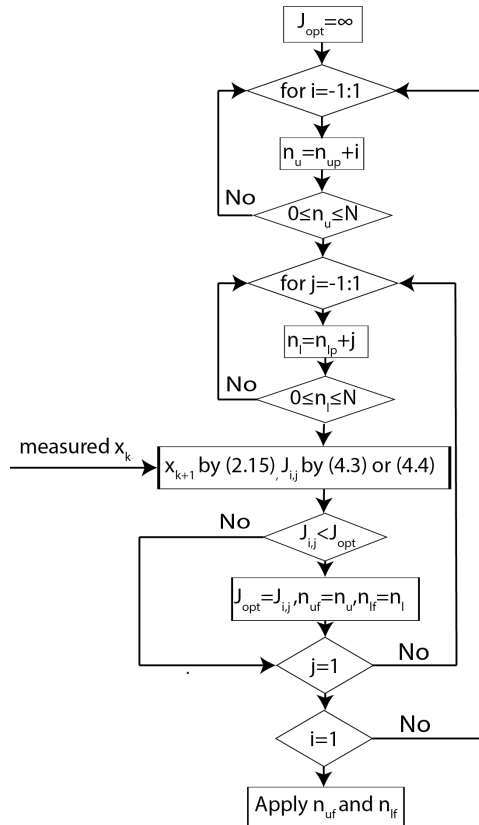 J_opt=∞
for i=-1:1
n_u=n_up+i
No
0≤n_u≤N
for j=-1:1
n_l=n_lp+j
No
0≤n_l≤N
measured x_k
x_k+1 by (2.15), J_i,j by (4.3) or (4.4)
No
J_i,j<J_opt
J_opt=J_i,j,n_uf=n_u,n_lf=n_l
j=1
No
i=1
No
Apply n_uf and n_lf